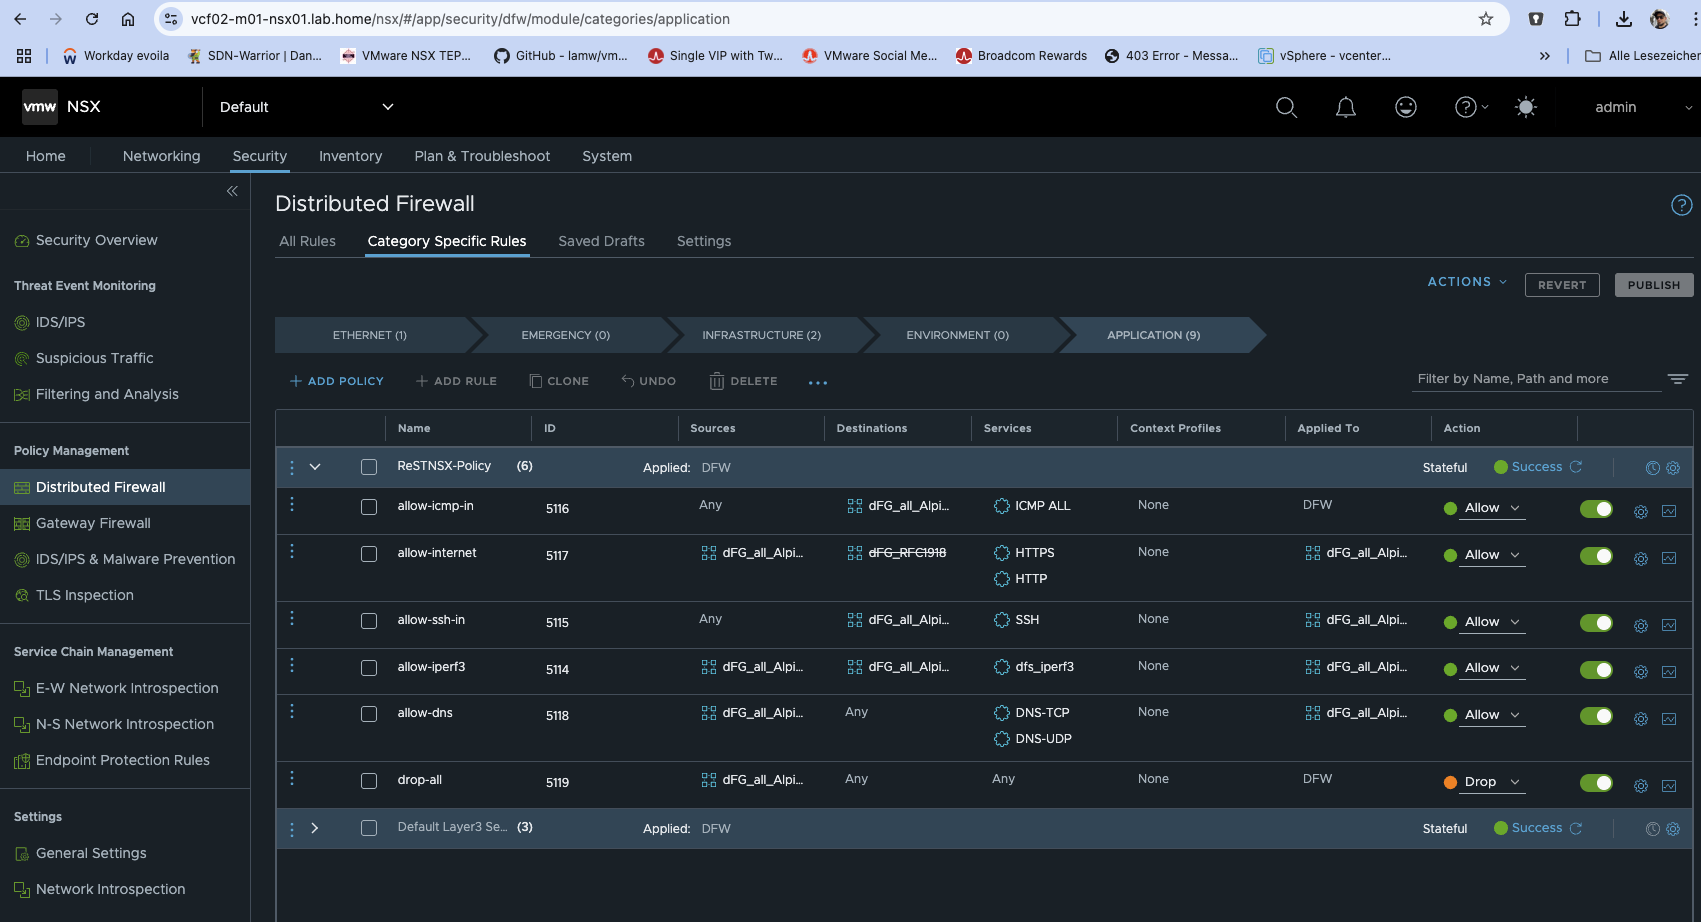 vcf02-m01-nsx01.lab.home/nsx/#/app/security/dfw/module/categories/application
Workday evoila
SDN-Warrior | Dan...
VMware NSX TEP...
GitHub - lamw/vm...
Single VIP with Tw...
VMware Social Me...
Broadcom Rewards
403 Error - Messa...
vSphere - vcenter...
»
Alle Lesezeichen
vmw NSX
Default
admin
Home
Networking
Security
Inventory
Plan & Troubleshoot
System
Security Overview
Threat Event Monitoring
IDS/IPS
Suspicious Traffic
Filtering and Analysis
Policy Management
Distributed Firewall
Gateway Firewall
IDS/IPS & Malware Prevention
TLS Inspection
Service Chain Management
E-W Network Introspection
N-S Network Introspection
Endpoint Protection Rules
Settings
General Settings
Network Introspection
Distributed Firewall
All Rules
Category Specific Rules
Saved Drafts
Settings
ACTIONS
REVERT
PUBLISH
ETHERNET (1)
EMERGENCY (0)
INFRASTRUCTURE (2)
ENVIRONMENT (0)
APPLICATION (9)
+ ADD POLICY
+ ADD RULE
CLONE
UNDO
DELETE
...
Filter by Name, Path and more
Name ID Sources Destinations Services Context Profiles Applied To Action
ReSTNSX-Policy (6) Applied: DFW Stateful Success
allow-icmp-in 5116 Any dFG_all_Alpi... ICMP ALL None DFW Allow
allow-internet 5117 dFG_all_Alpi... dFG_RFC1918 HTTPS None dFG_all_Alpi... Allow
HTTP
allow-ssh-in 5115 Any dFG_all_Alpi... SSH None dFG_all_Alpi... Allow
allow-iperf3 5114 dFG_all_Alpi... dFG_all_Alpi... dfs_iperf3 None dFG_all_Alpi... Allow
allow-dns 5118 dFG_all_Alpi... Any DNS-TCP None dFG_all_Alpi... Allow
DNS-UDP
drop-all 5119 dFG_all_Alpi... Any Any None DFW Drop
Default Layer3 Se... (3) Applied: DFW Stateful Success